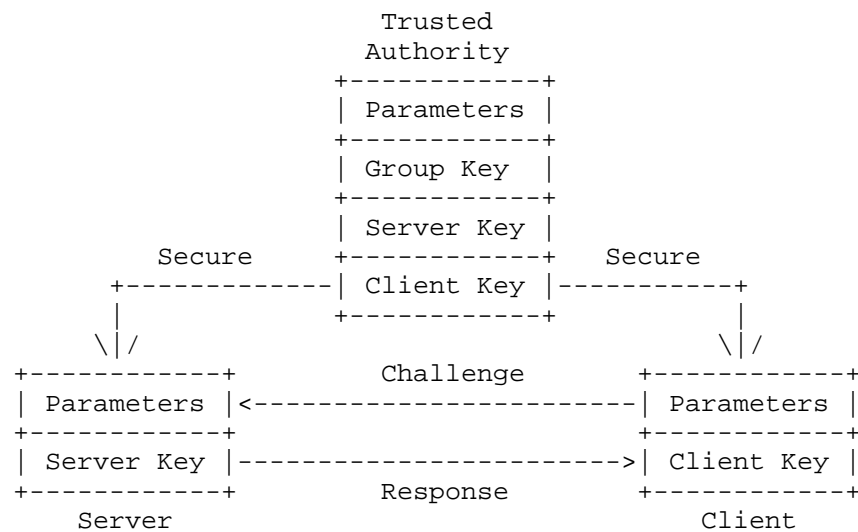 Trusted
Authority
Parameters
Group Key
Server Key
Secure Client Key Secure
Challenge
Parameters Parameters
Server Key Client Key
Response
Server Client